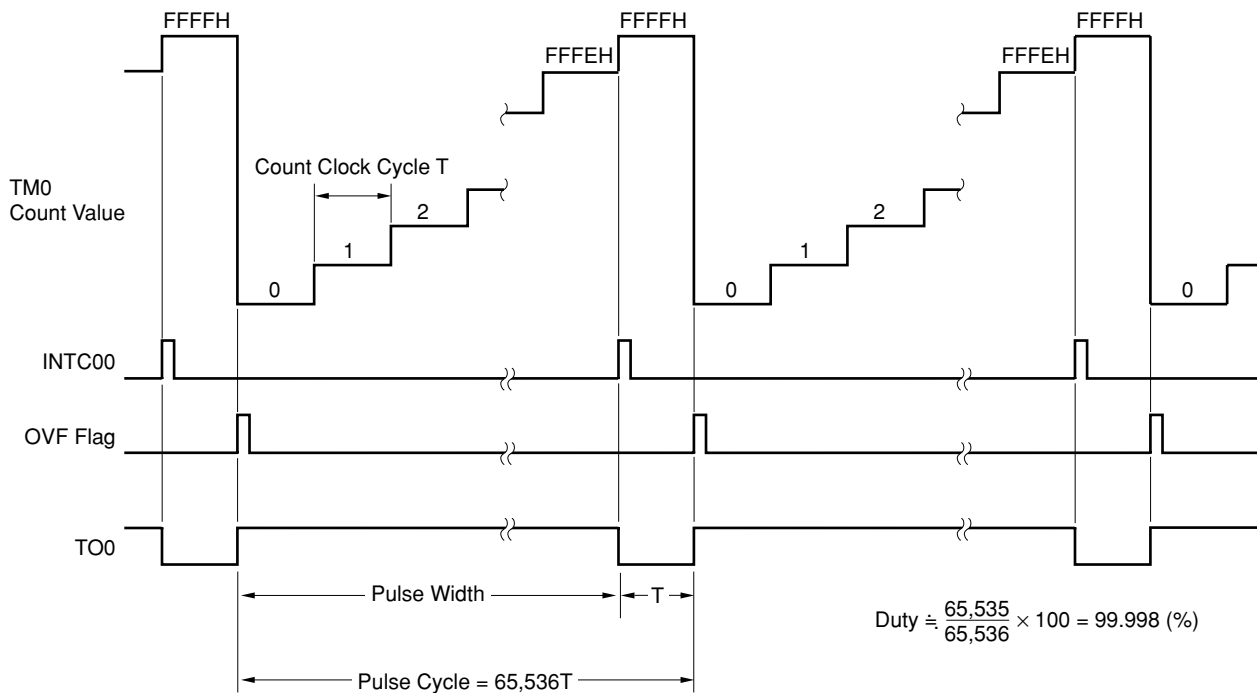 FFFFH
FFFFH
FFFFH
FFFEH
FFFEH
Count Clock Cycle T
TM0
Count Value
0
1
2
0
1
2
0
INTC00
OVF Flag
TO0
Pulse Width
T
Duty ≒ 65,535/65,536 × 100 = 99.998 (%)
Pulse Cycle = 65,536T